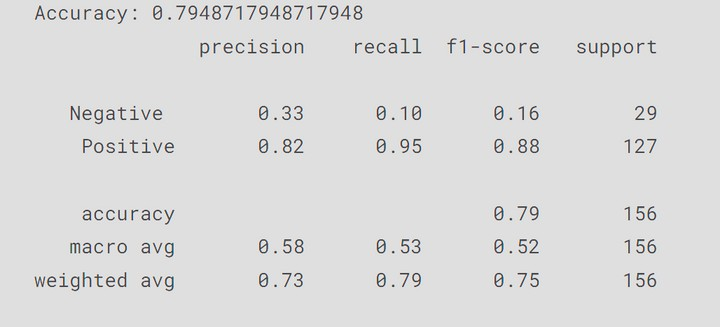 Accuracy: 0.7948717948717948
precision recall f1-score support
Negative 0.33 0.10 0.16 29
Positive 0.82 0.95 0.88 127
accuracy 0.79 156
macro avg 0.58 0.53 0.52 156
weighted avg 0.73 0.79 0.75 156